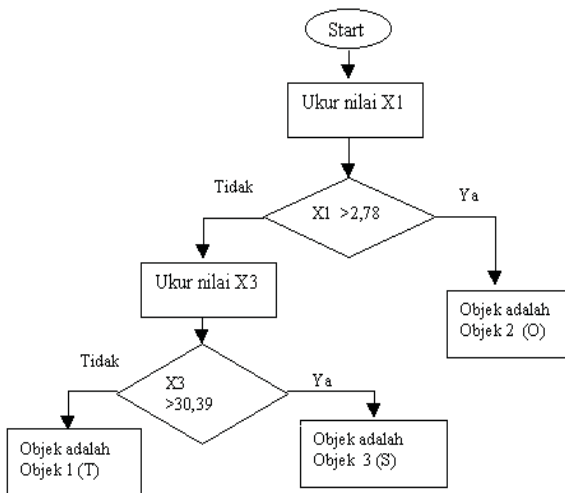 Start
Ukur nilai X1
Tidak
Ya
X1 >2,78
Ukur nilai X3
Objek adalah
Objek 2 (O)
Tidak
Ya
X3
>30,39
Objek adalah
Objek 1 (T)
Objek adalah
Objek 3 (S)